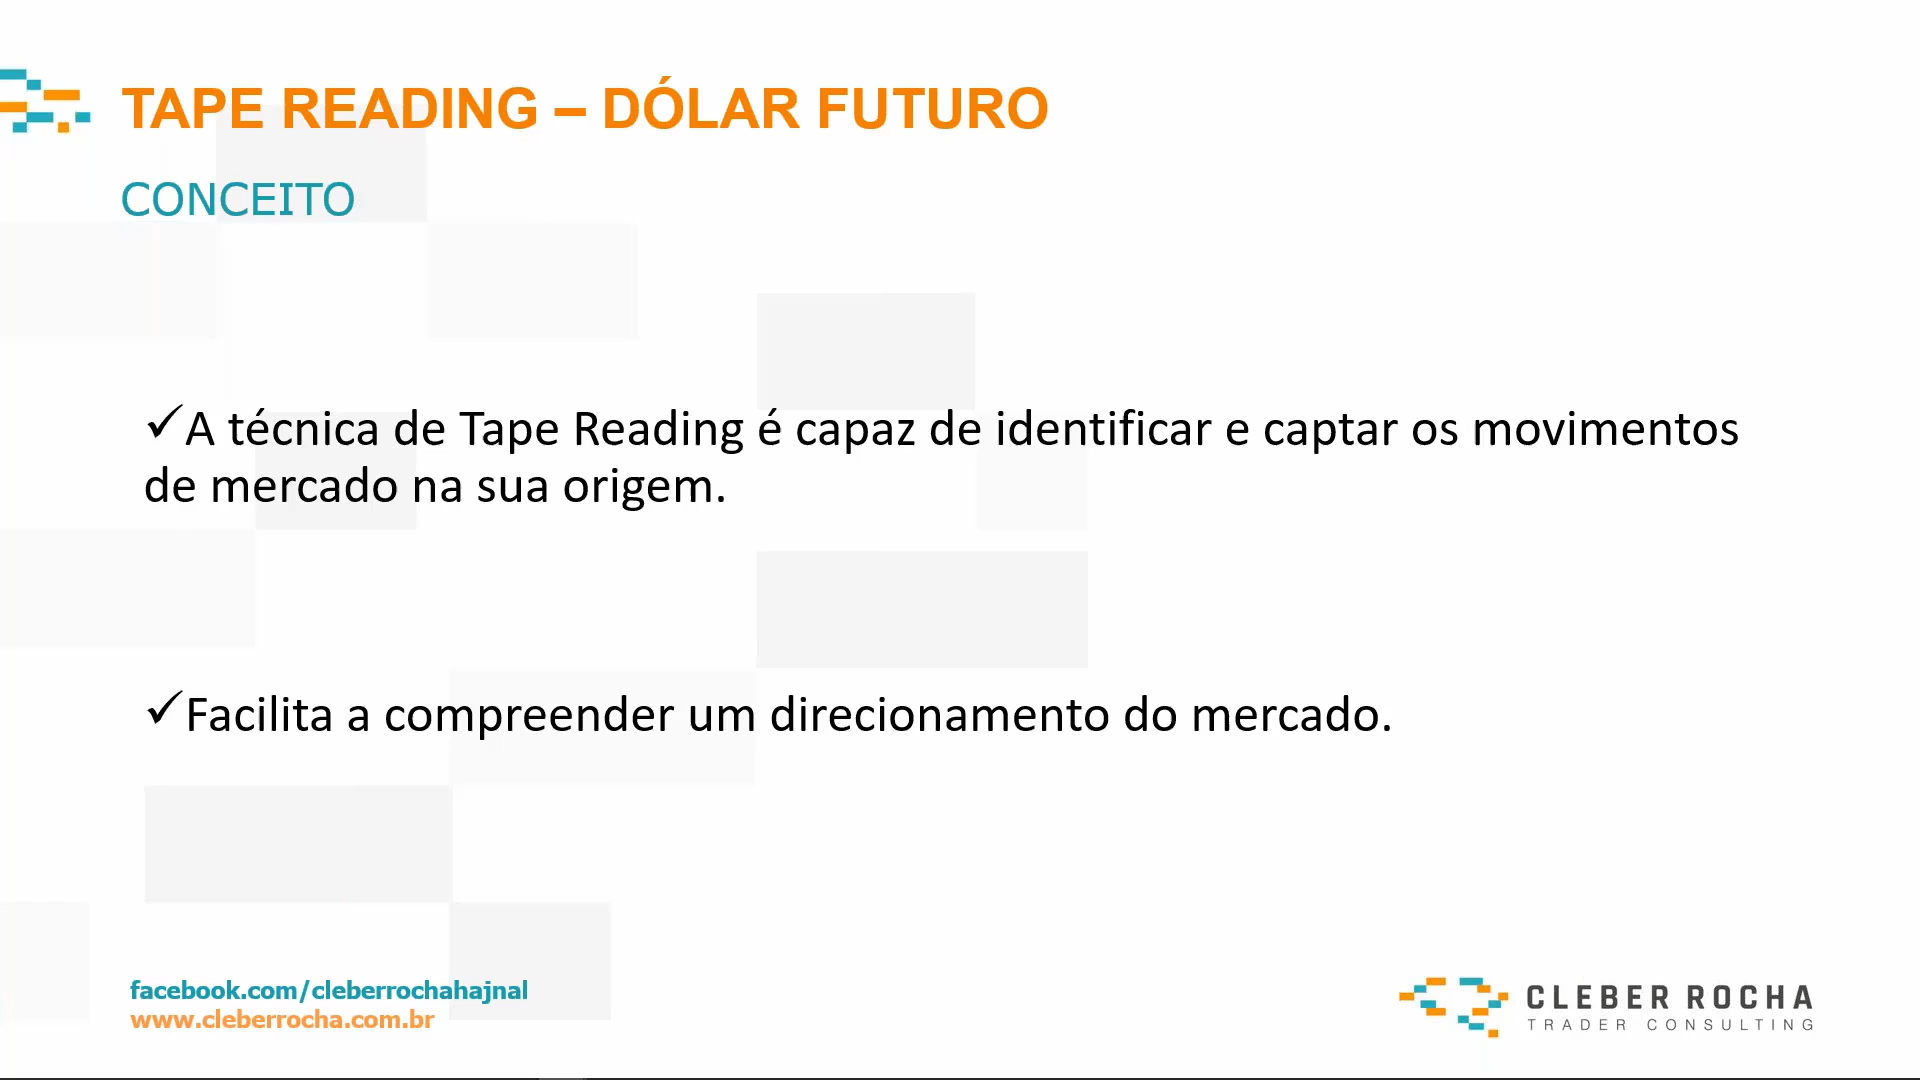 TAPE READING – DÓLAR FUTURO
CONCEITO
✓A técnica de Tape Reading é capaz de identificar e captar os movimentos
de mercado na sua origem.
✓Facilita a compreender um direcionamento do mercado.
facebook.com/cleberrochahajnal
www.cleberrocha.com.br
CLEBER ROCHA
TRADER CONSULTING